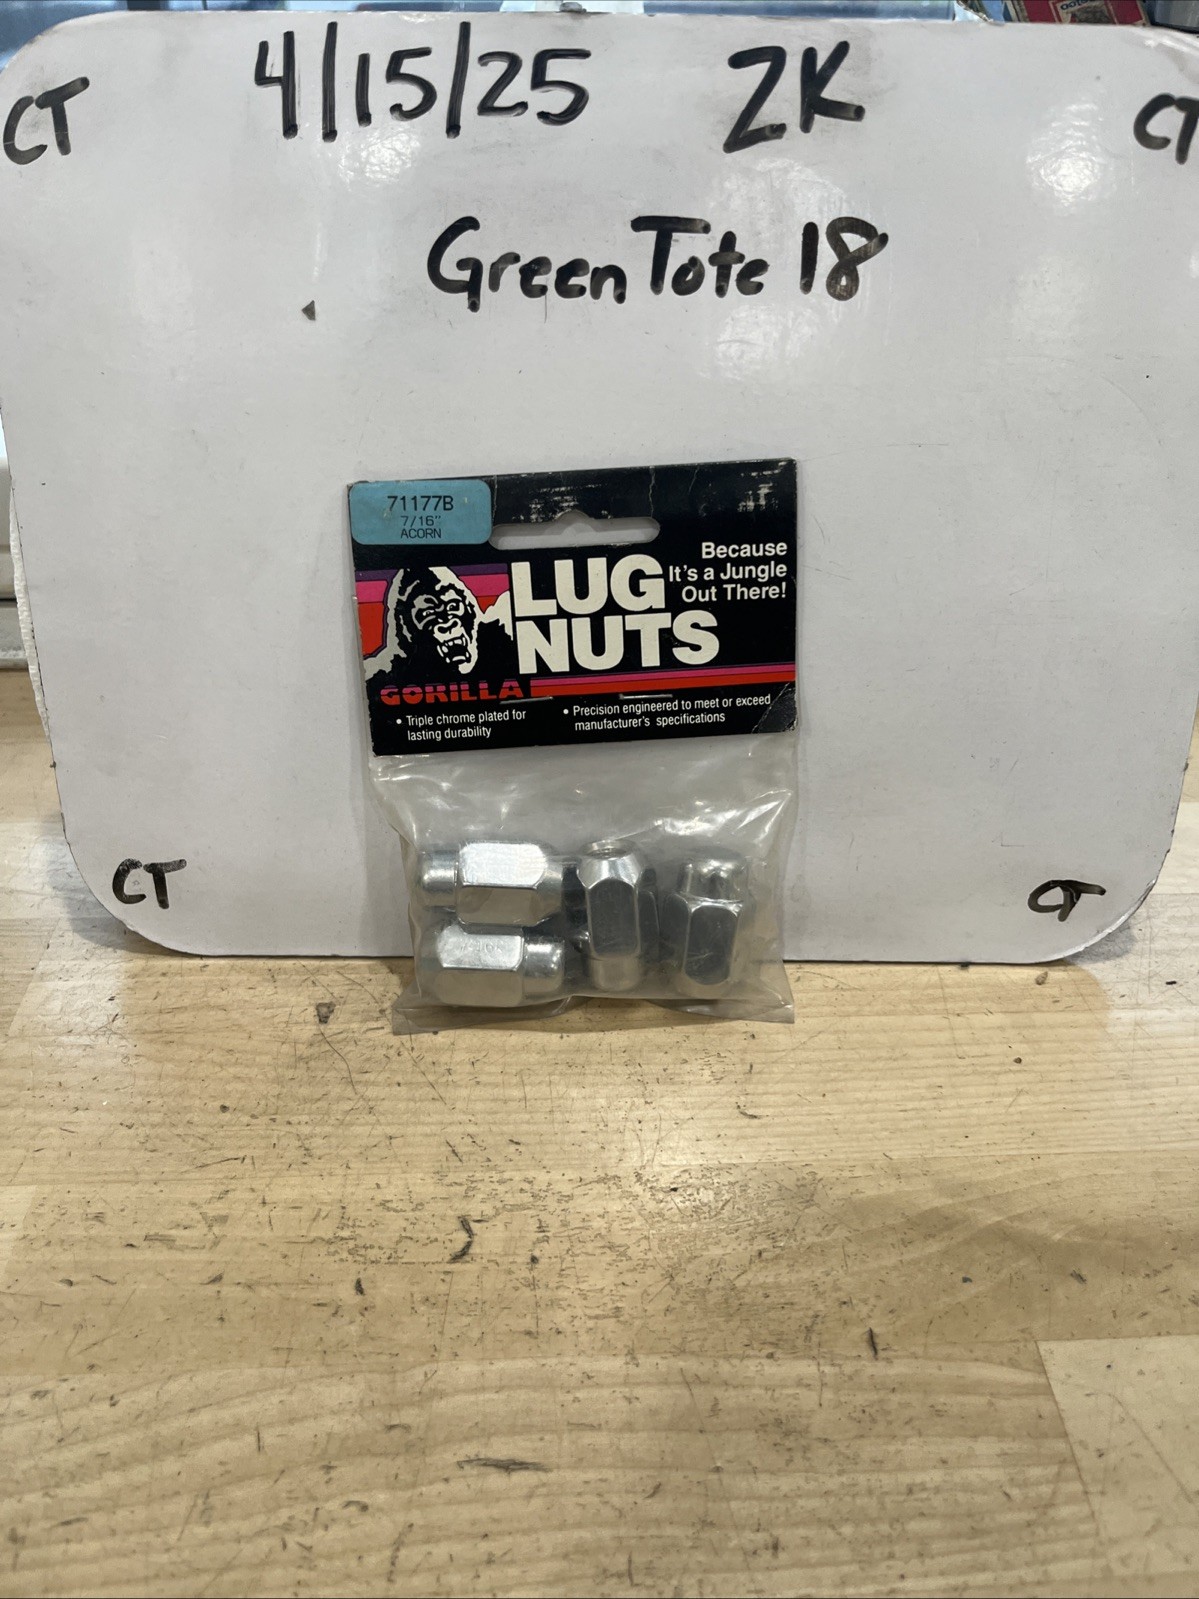 CT
4/15/25 ZK
CT
Green Tote 18
71177B
7/16"
ACORN
LUG
NUTS
Because
It's a Jungle
Out There!
GORILLA
• Triple chrome plated for
lasting durability
• Precision engineered to meet or exceed
manufacturer's specifications
CT
CT